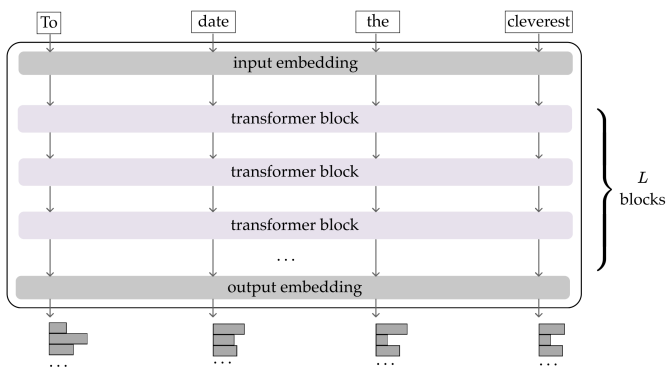 To date the cleverest
input embedding
transformer block
transformer block
L
blocks
transformer block
...
output embedding
... ... ... ...